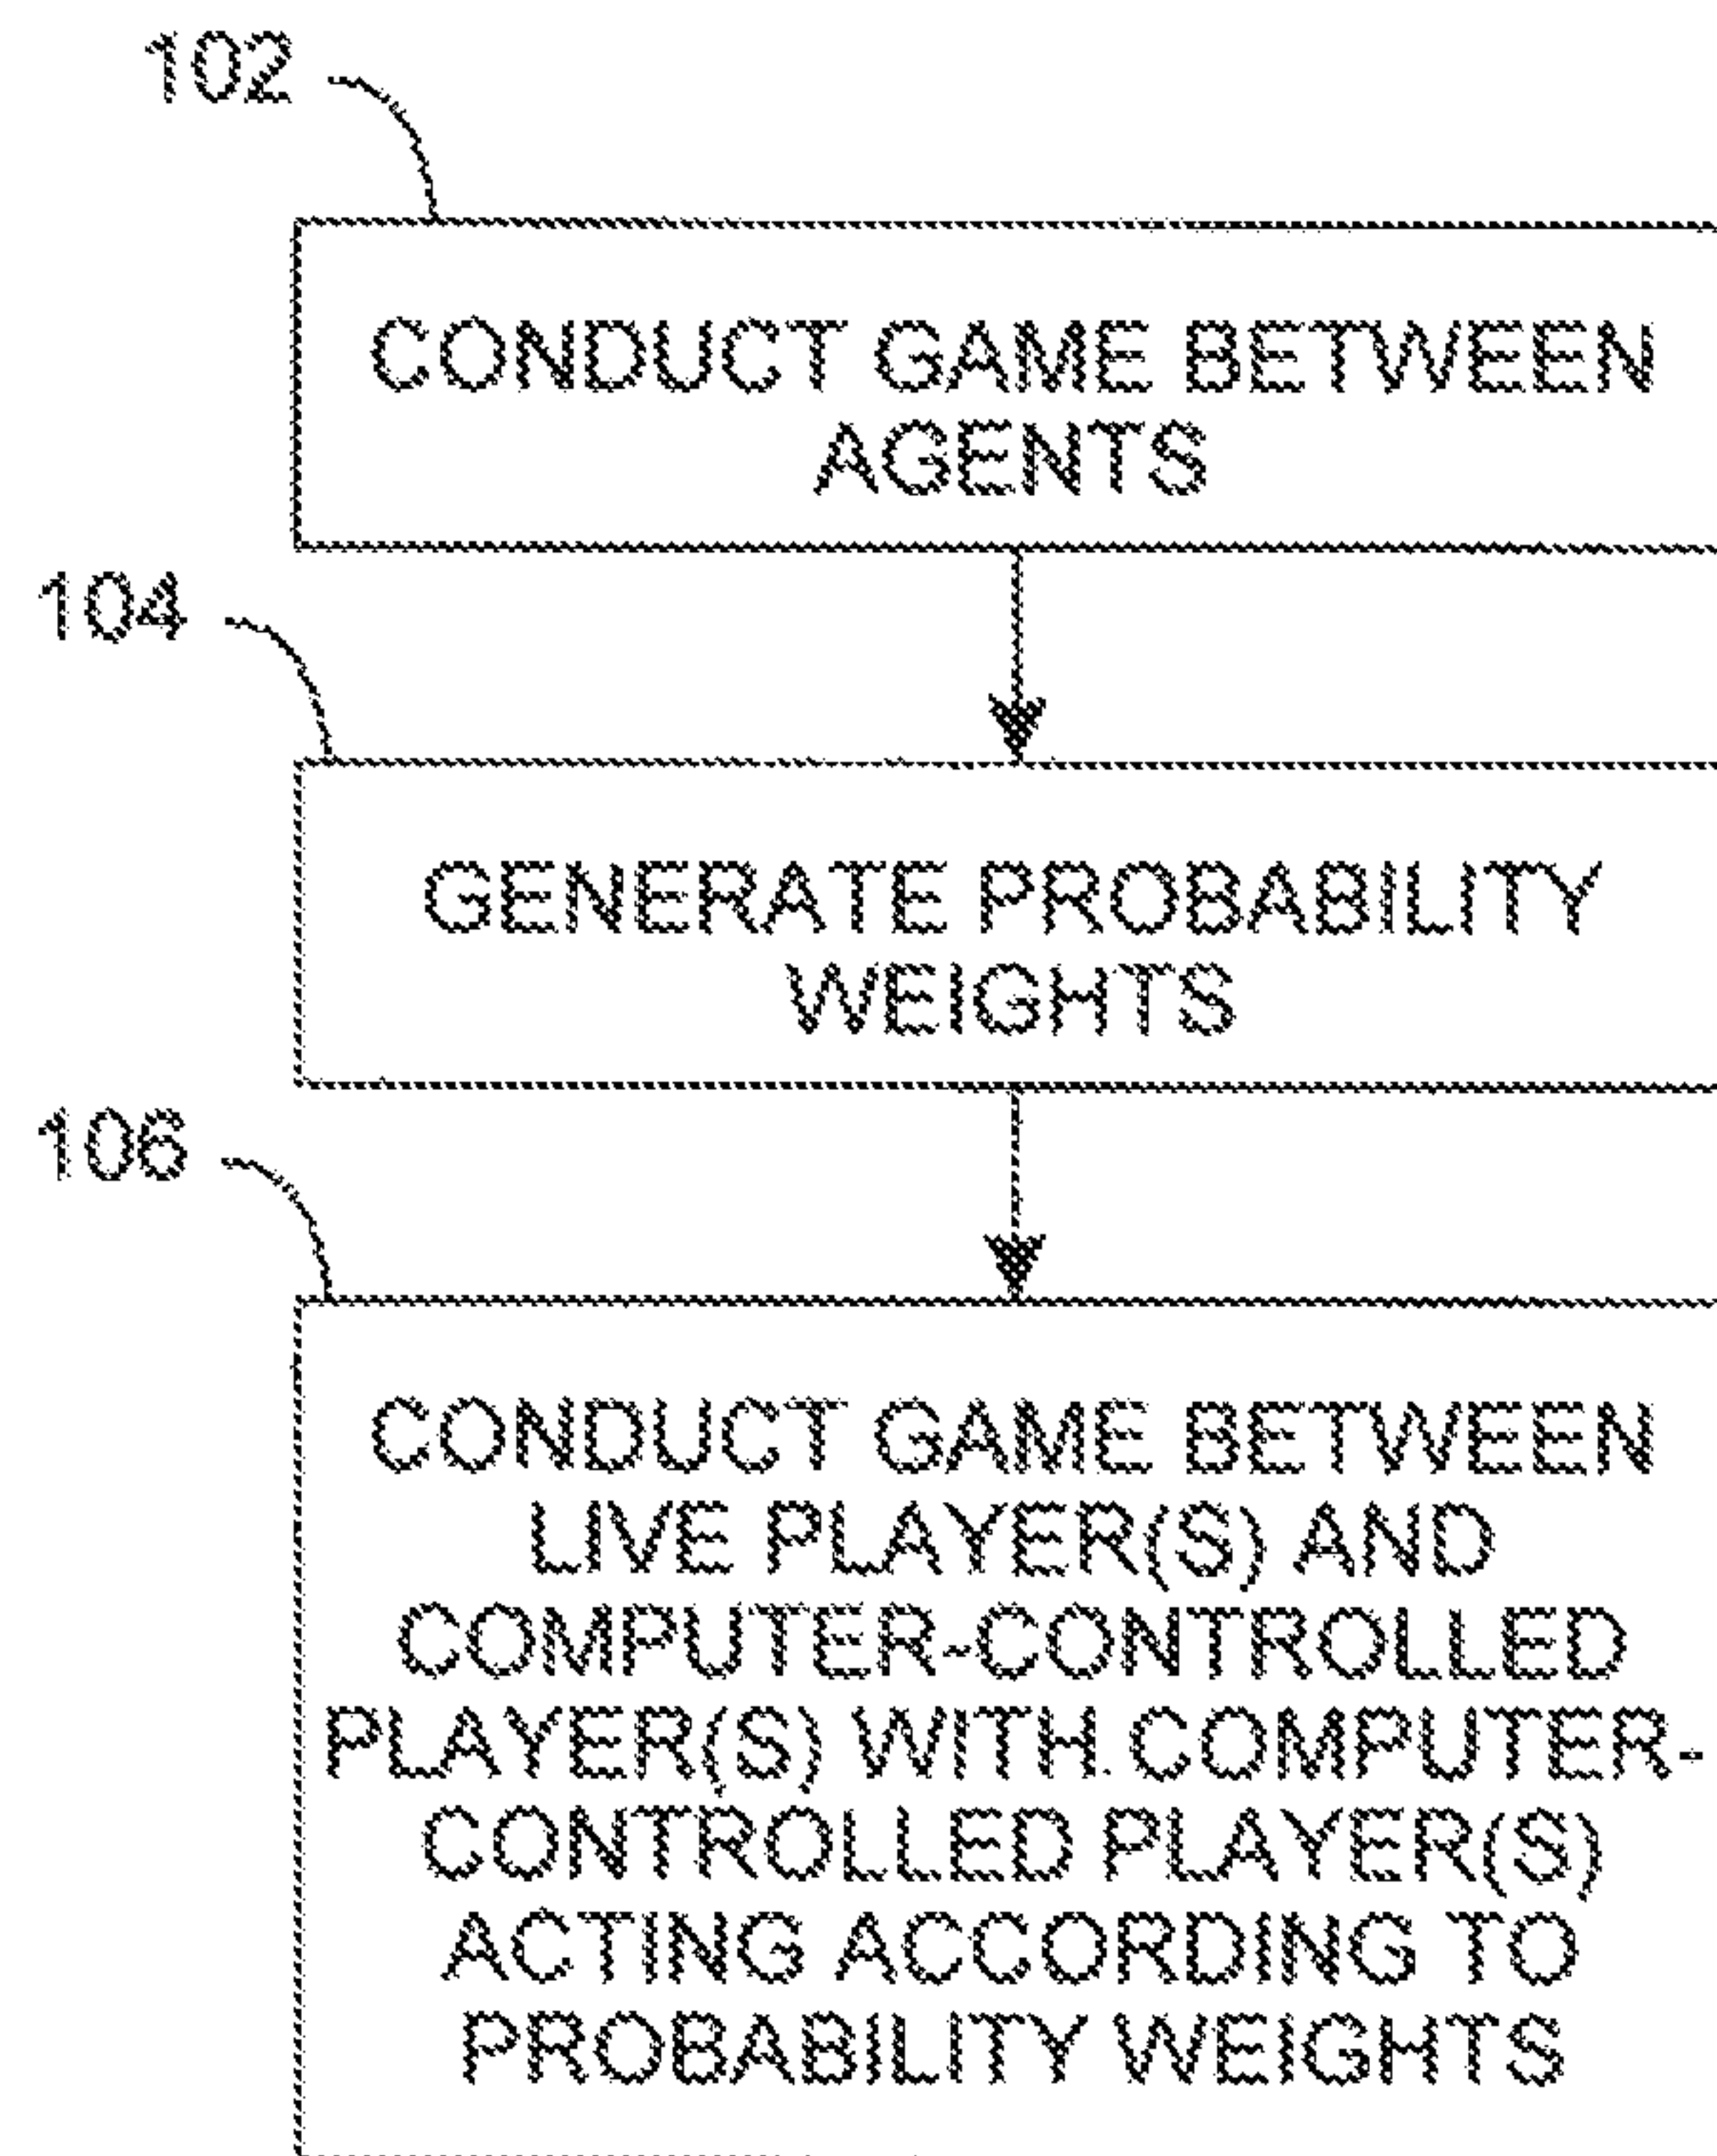 102
CONDUCT GAME BETWEEN
AGENTS
104
GENERATE PROBABILITY
WEIGHTS
106
CONDUCT GAME BETWEEN
LIVE PLAYER(S) AND
COMPUTER-CONTROLLED
PLAYER(S) WITH COMPUTER-
CONTROLLED PLAYER(S)
ACTING ACCORDING TO
PROBABILITY WEIGHTS